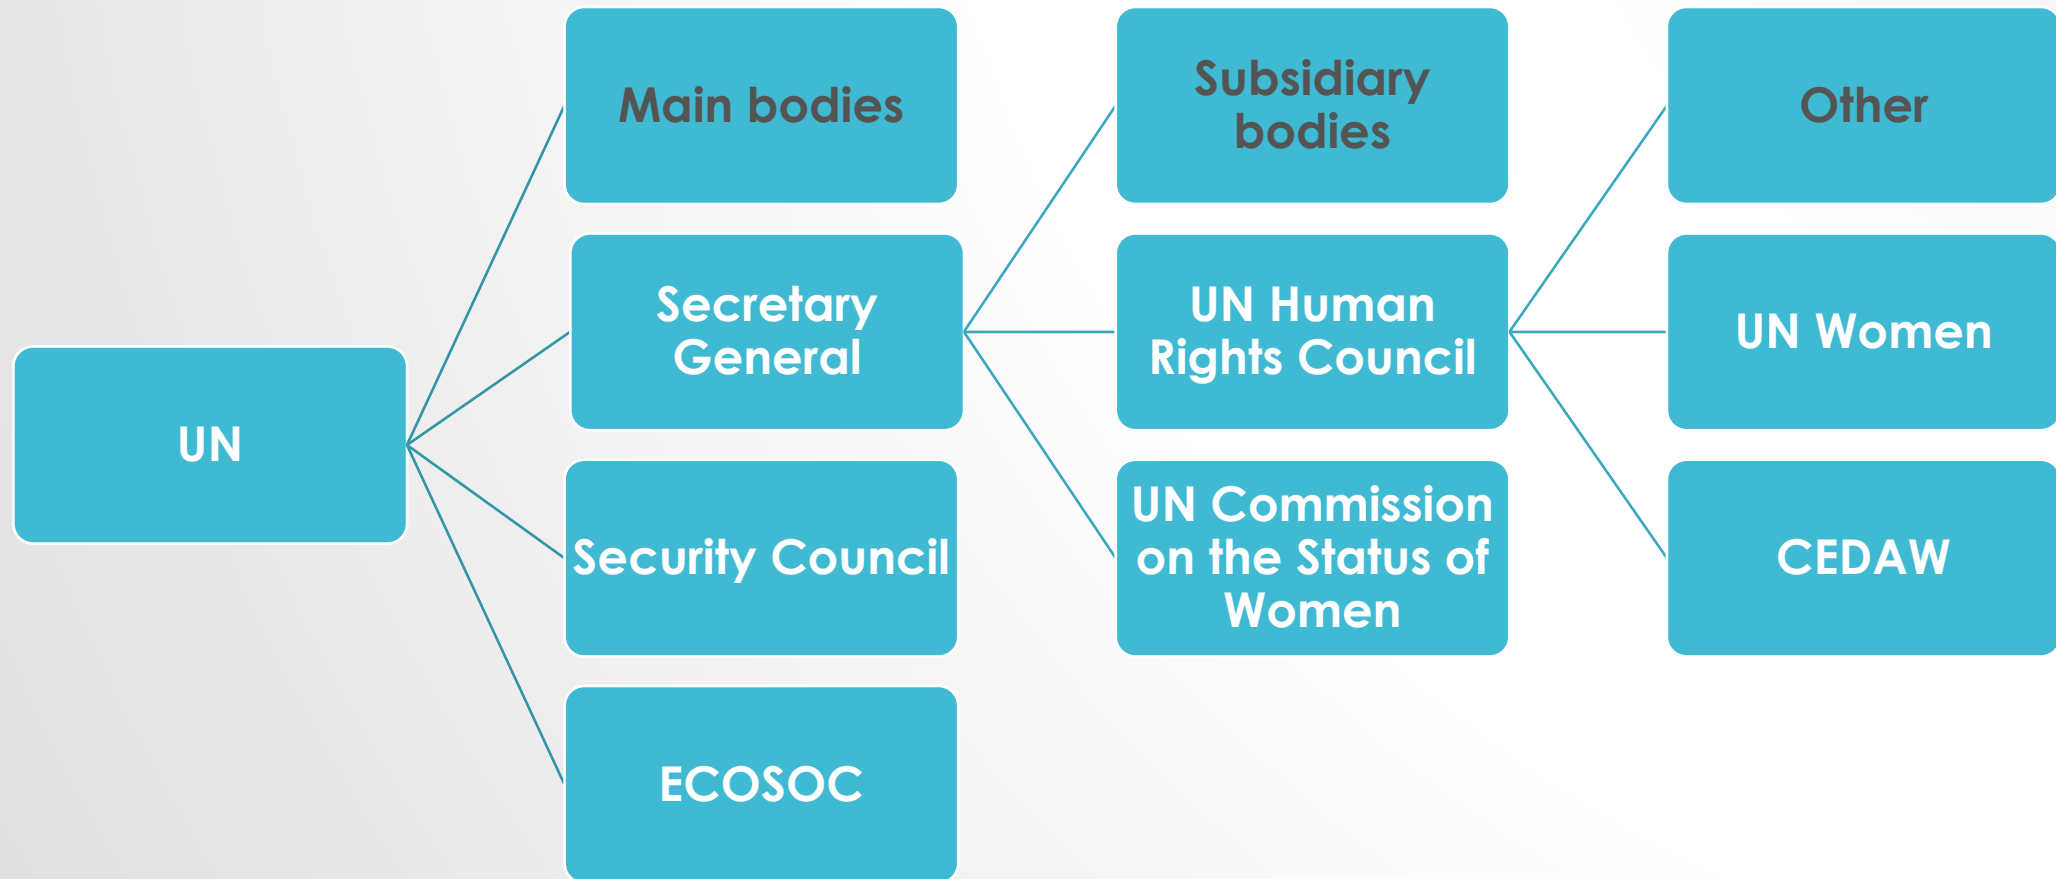 UN
Main bodies
Secretary
General
Security Council
ECOSOC
Subsidiary
bodies
UN Human
Rights Council
UN Commission
on the Status of
Women
Other
UN Women
CEDAW